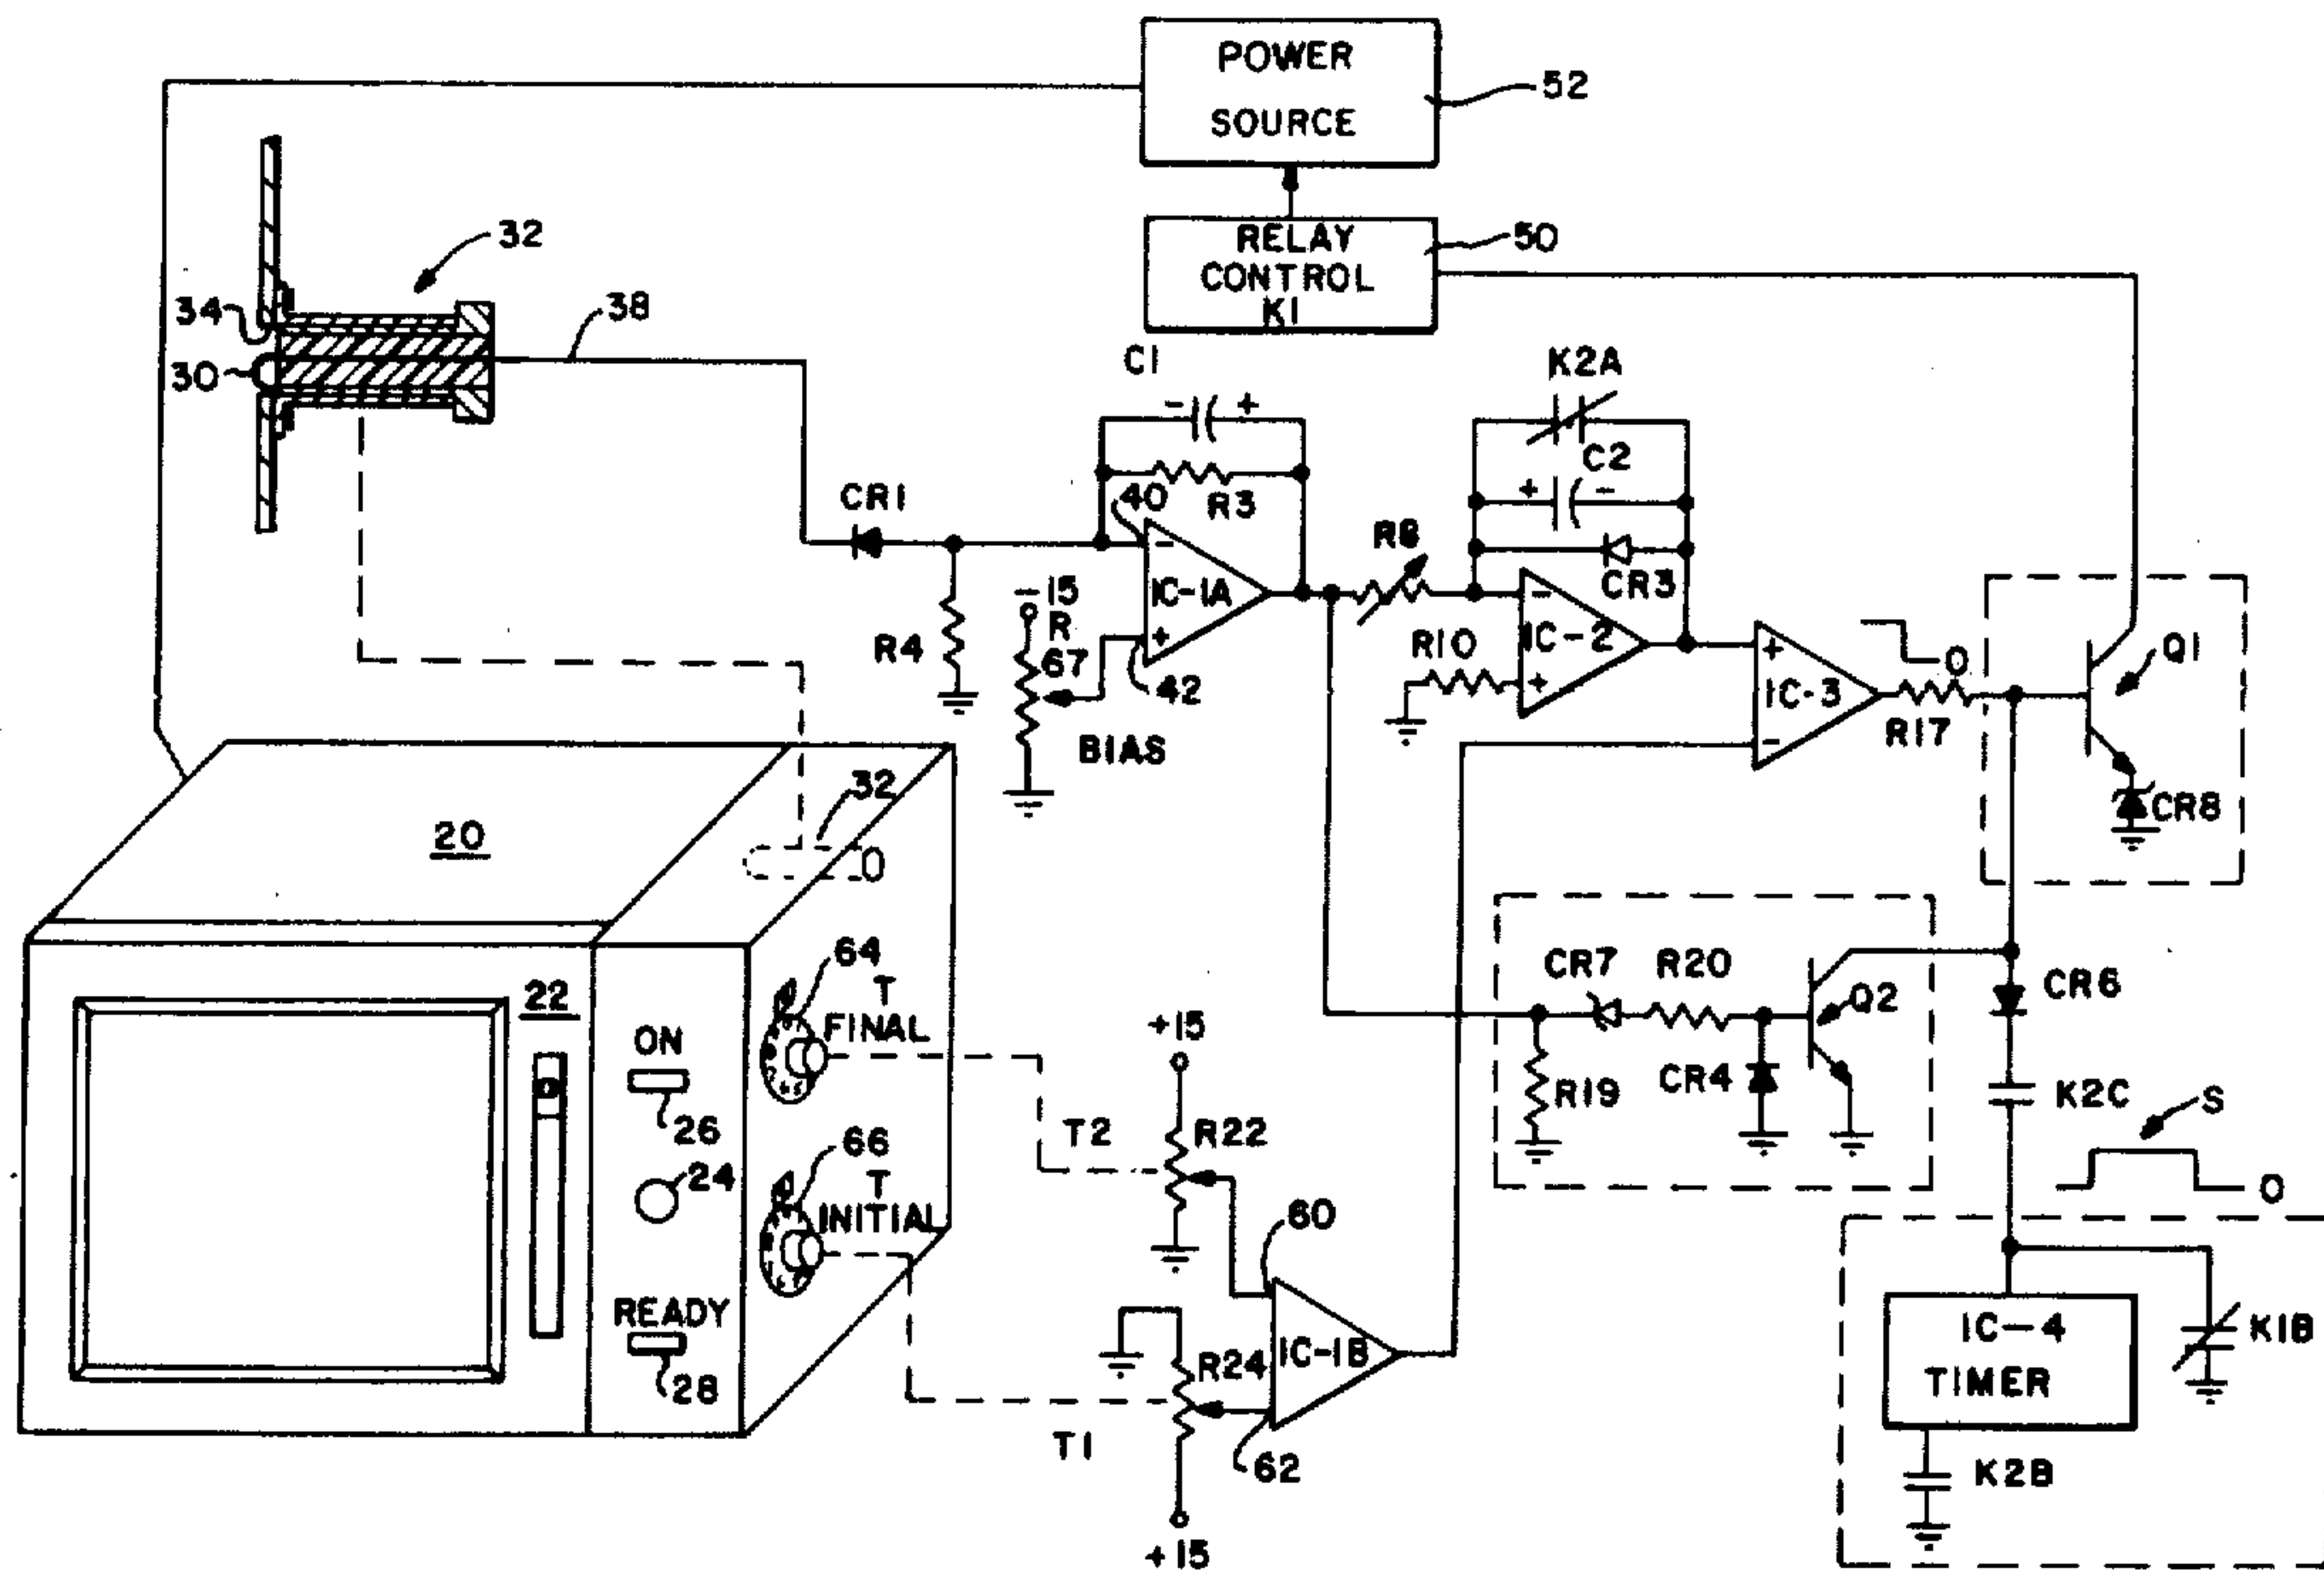 POWER
SOURCE
52
RELAY
CONTROL
K1
50
32
34
38
30
C1
- +
K2A
C2
+ -
CR1
40
R3
R8
CR3
-
IC-1A
-15
R
67
R4
+
42
BIAS
-
IC-2
R10
+
+
IC-3
-
0
R17
Q1
CR8
32
20
22
64
T
FINAL
ON
26
24
66
T
INITIAL
READY
28
CR7
R20
Q2
CR6
R19
CR4
K2C
S
0
+15
T2
R22
60
IC-1B
R24
T1
62
+15
IC-4
TIMER
K1B
K2B